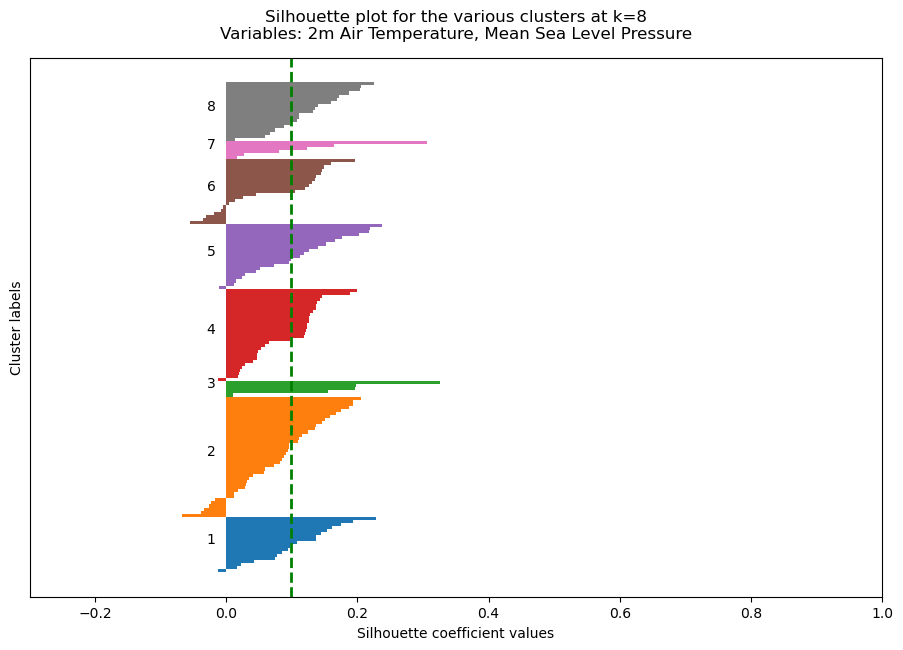 Silhouette plot for the various clusters at k=8
Variables: 2m Air Temperature, Mean Sea Level Pressure
8
7
6
5
4
3
2
1
Cluster labels
−0.2 0.0 0.2 0.4 0.6 0.8 1.0
Silhouette coefficient values